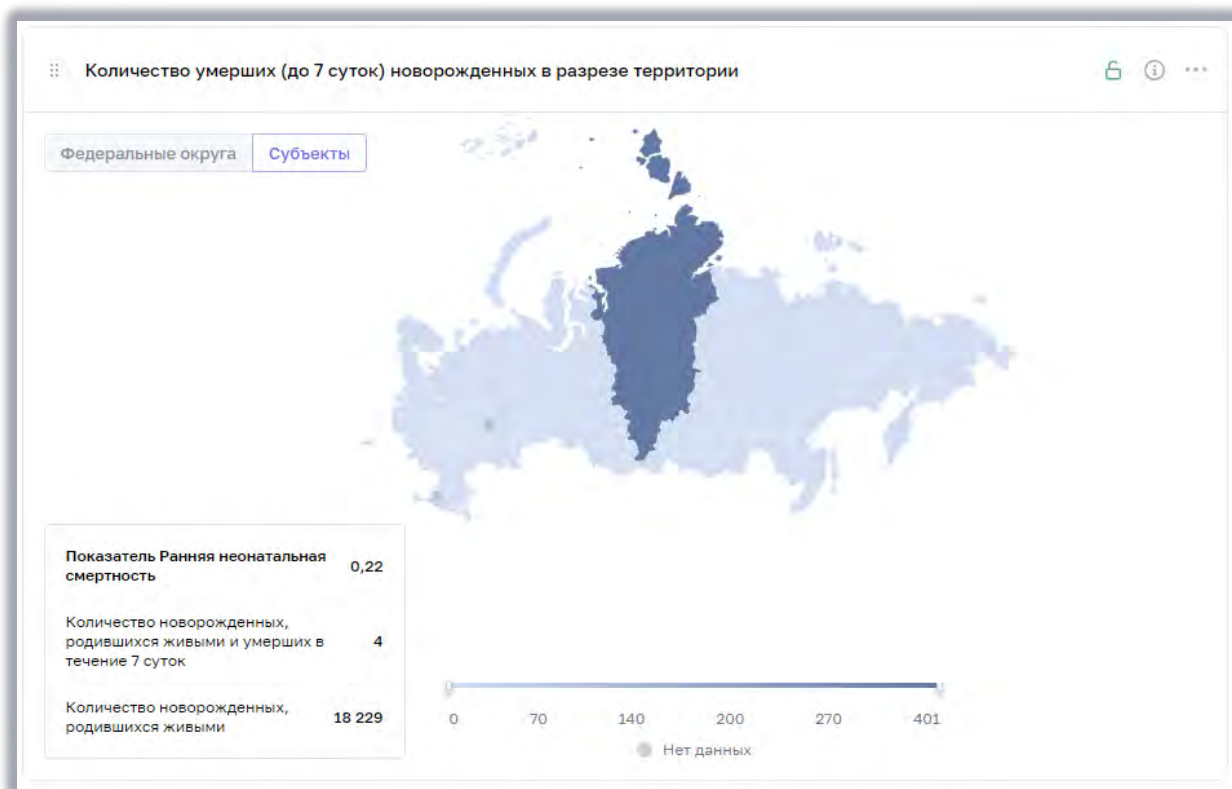 Количество умерших (до 7 суток) новорожденных в разрезе территории
Федеральные округа
Субъекты
Показатель Ранняя неонатальная
смертность
0,22
Количество новорожденных,
родившихся живыми и умерших в
течение 7 суток
4
Количество новорожденных,
родившихся живыми
18 229
0 70 140 200 270 401
Нет данных